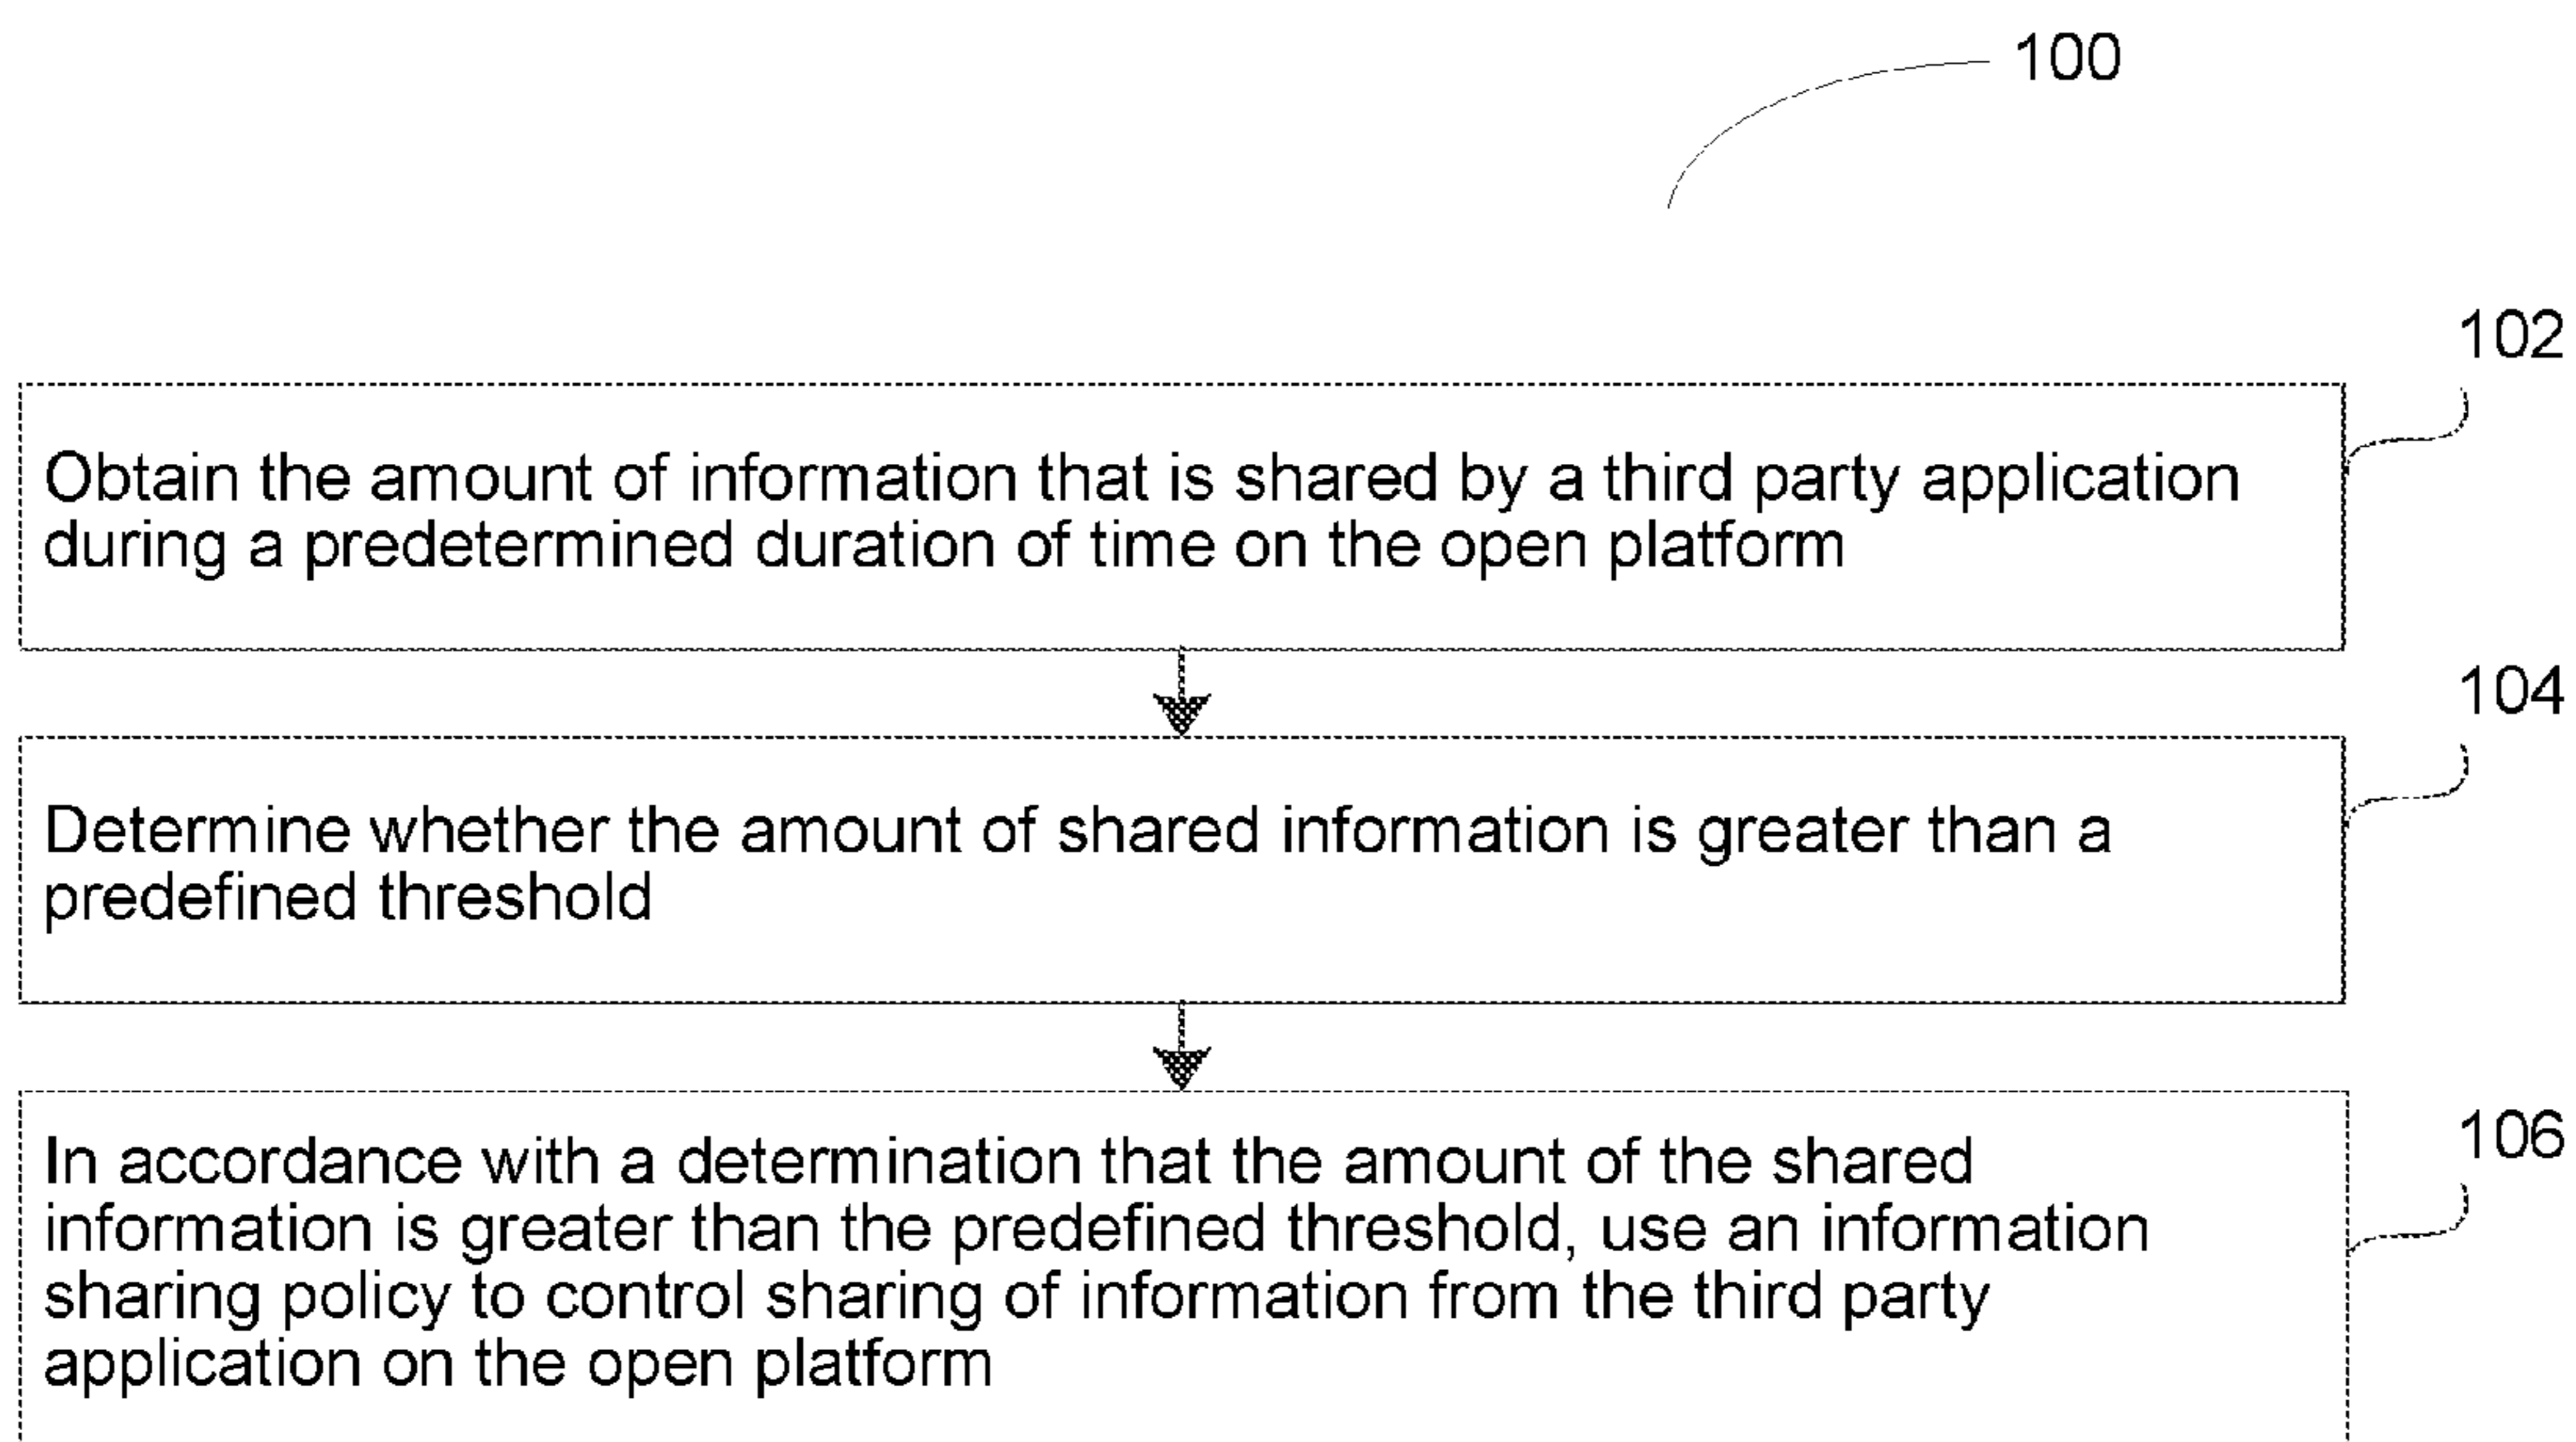 100
102
Obtain the amount of information that is shared by a third party application
during a predetermined duration of time on the open platform
104
Determine whether the amount of shared information is greater than a
predefined threshold
106
In accordance with a determination that the amount of the shared
information is greater than the predefined threshold, use an information
sharing policy to control sharing of information from the third party
application on the open platform